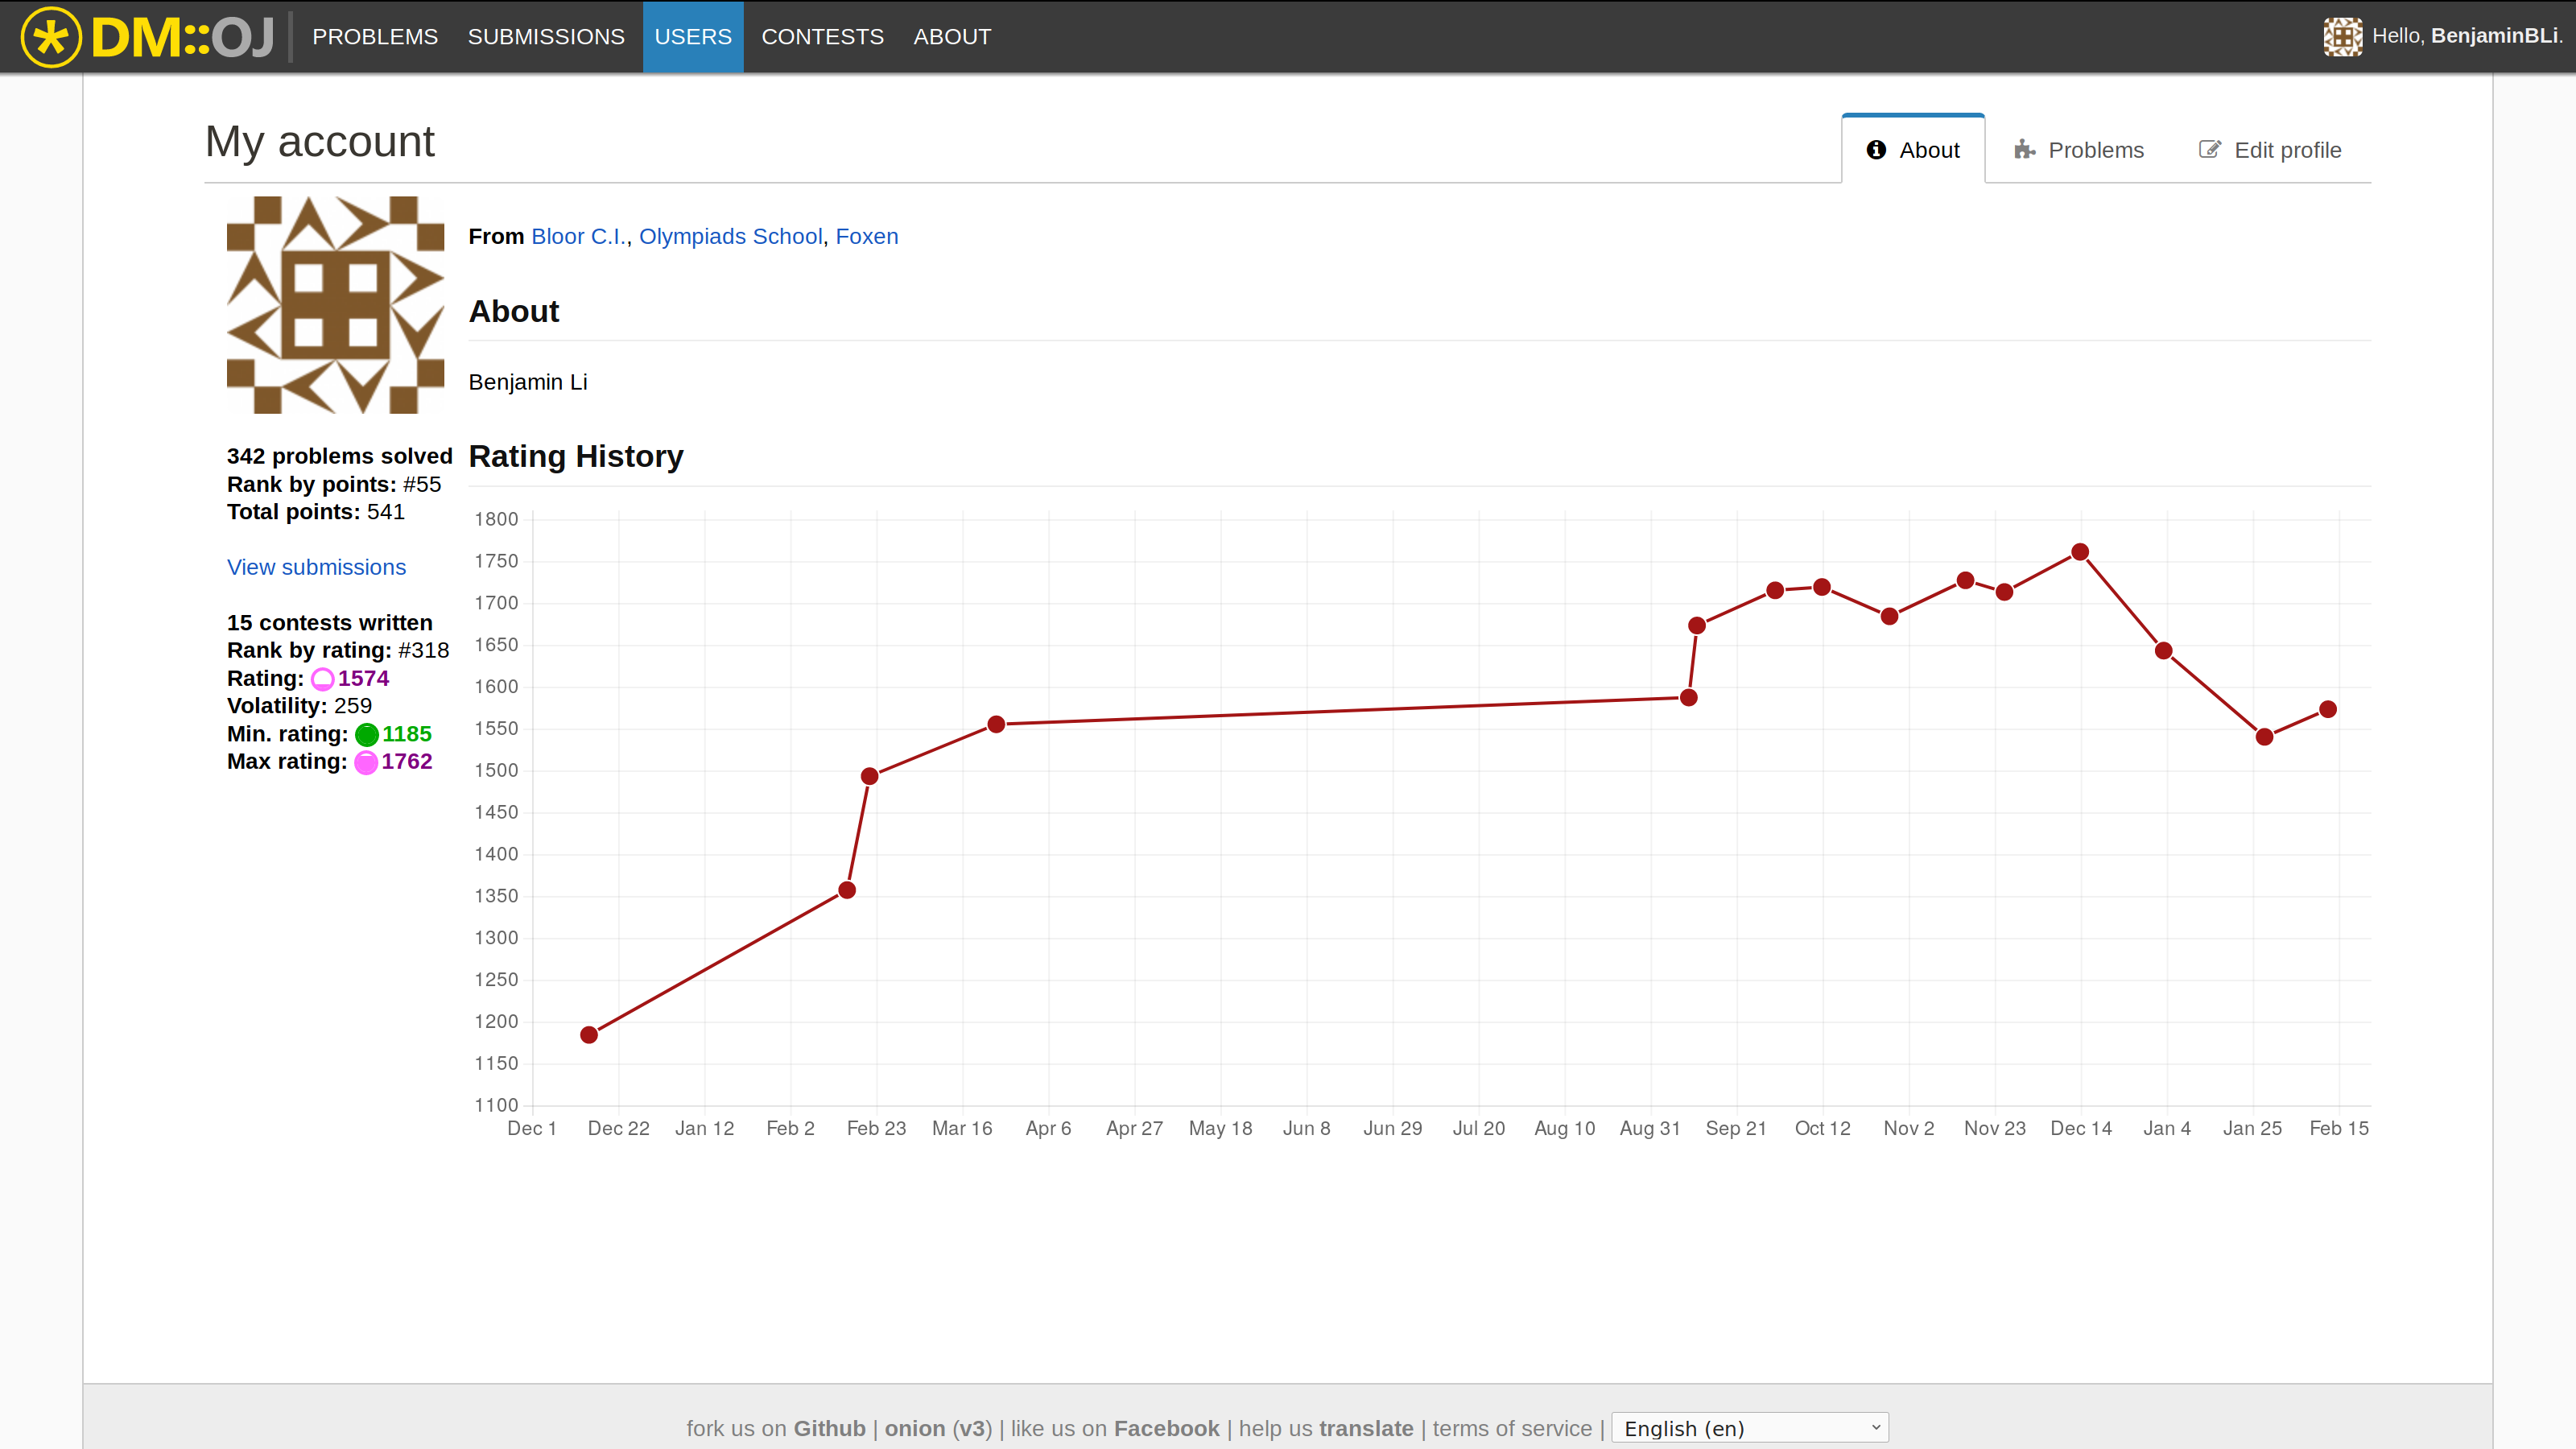 DM::OJ PROBLEMS SUBMISSIONS USERS CONTESTS ABOUT Hello, BenjaminBLi.
My account
About Problems Edit profile
From Bloor C.I., Olympiads School, Foxen
About
Benjamin Li
342 problems solved
Rank by points: #55
Total points: 541
View submissions
15 contests written
Rank by rating: #318
Rating: 1574
Volatility: 259
Min. rating: 1185
Max rating: 1762
Rating History
1800
1750
1700
1650
1600
1550
1500
1450
1400
1350
1300
1250
1200
1150
1100
Dec 1 Dec 22 Jan 12 Feb 2 Feb 23 Mar 16 Apr 6 Apr 27 May 18 Jun 8 Jun 29 Jul 20 Aug 10 Aug 31 Sep 21 Oct 12 Nov 2 Nov 23 Dec 14 Jan 4 Jan 25 Feb 15
fork us on Github | onion (v3) | like us on Facebook | help us translate | terms of service | English (en)